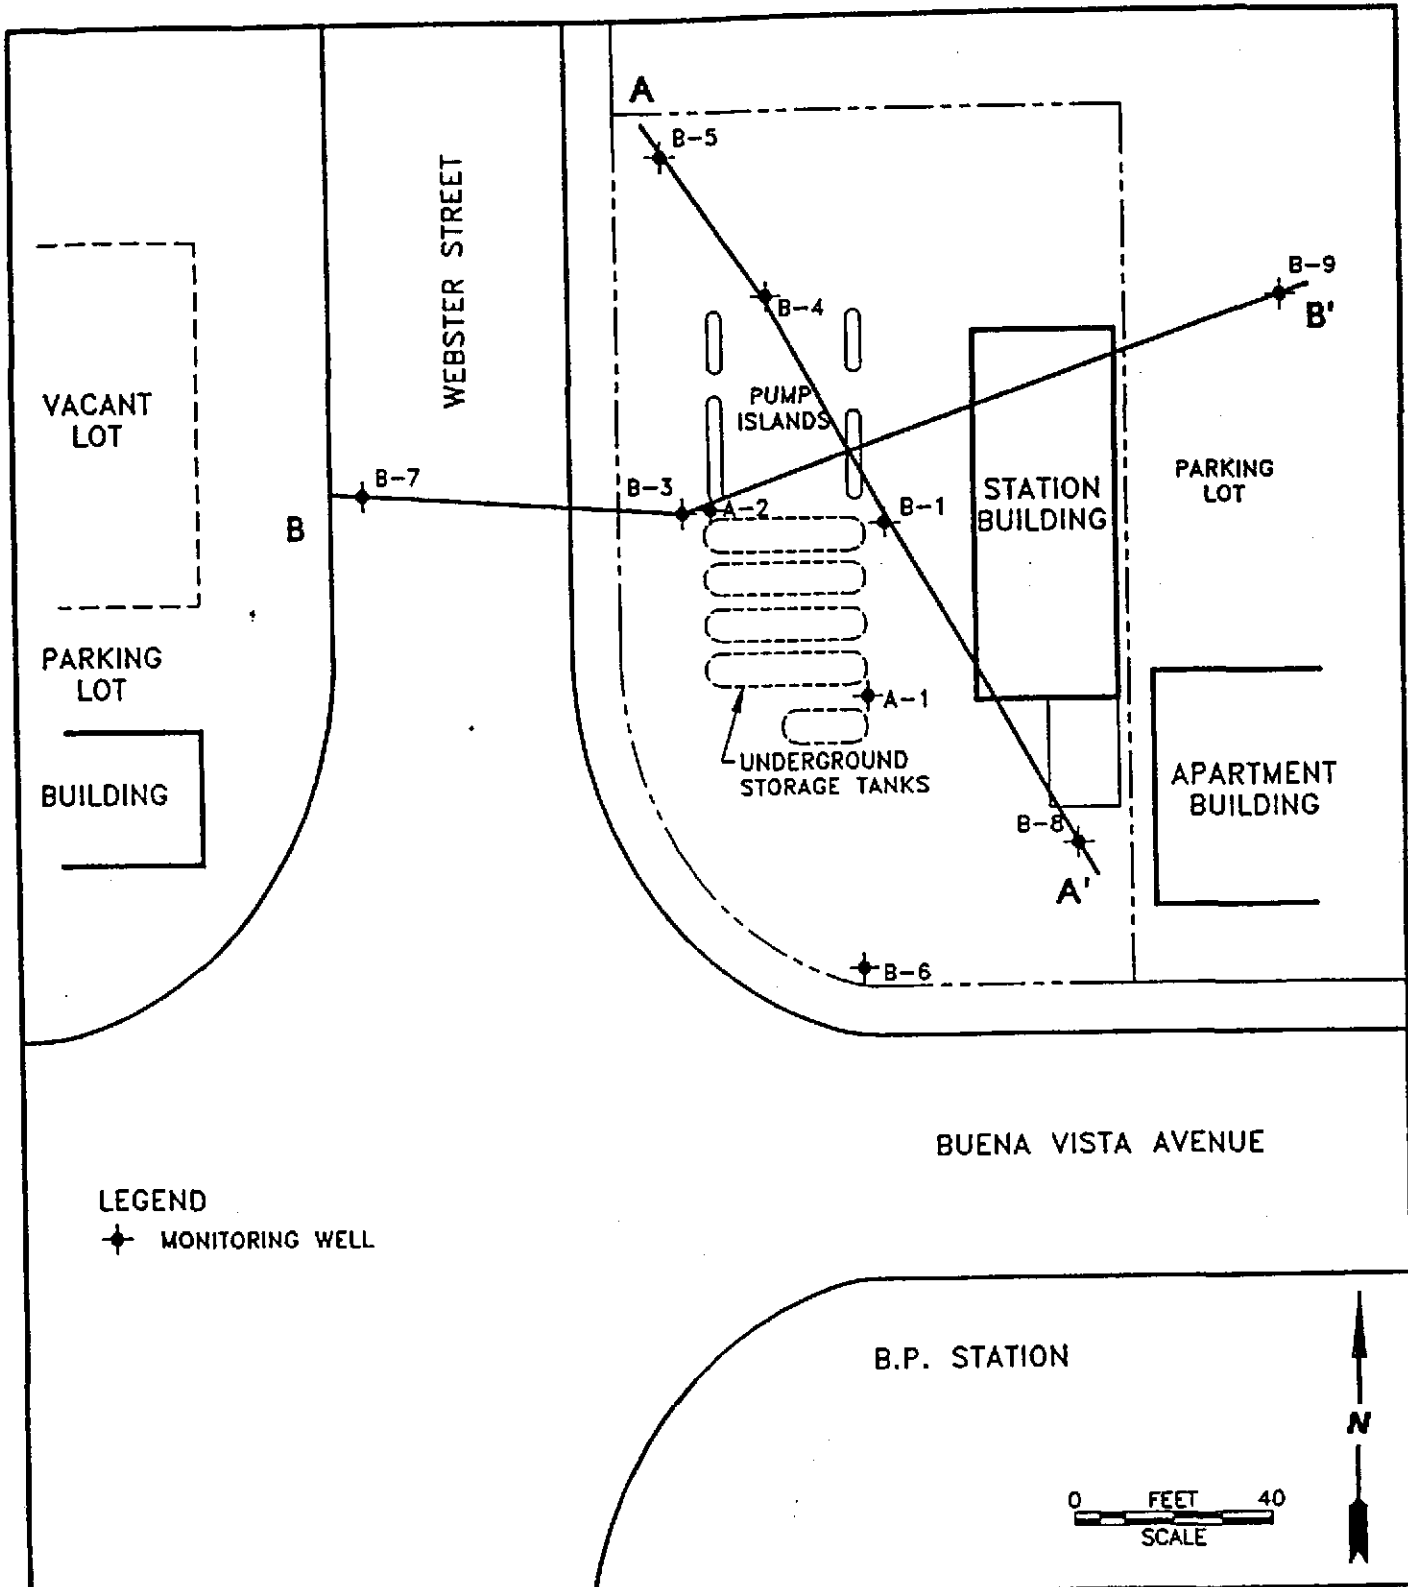 A
B-5
WEBSTER STREET
B-9
B'
B-4
VACANT
LOT
PUMP
ISLANDS
B-7
B-3
A-2
B-1
STATION
BUILDING
PARKING
LOT
B
PARKING
LOT
A-1
UNDERGROUND
STORAGE TANKS
BUILDING
APARTMENT
BUILDING
B-8
A'
B-6
BUENA VISTA AVENUE
LEGEND
MONITORING WELL
B.P. STATION
N
0 FEET 40
SCALE